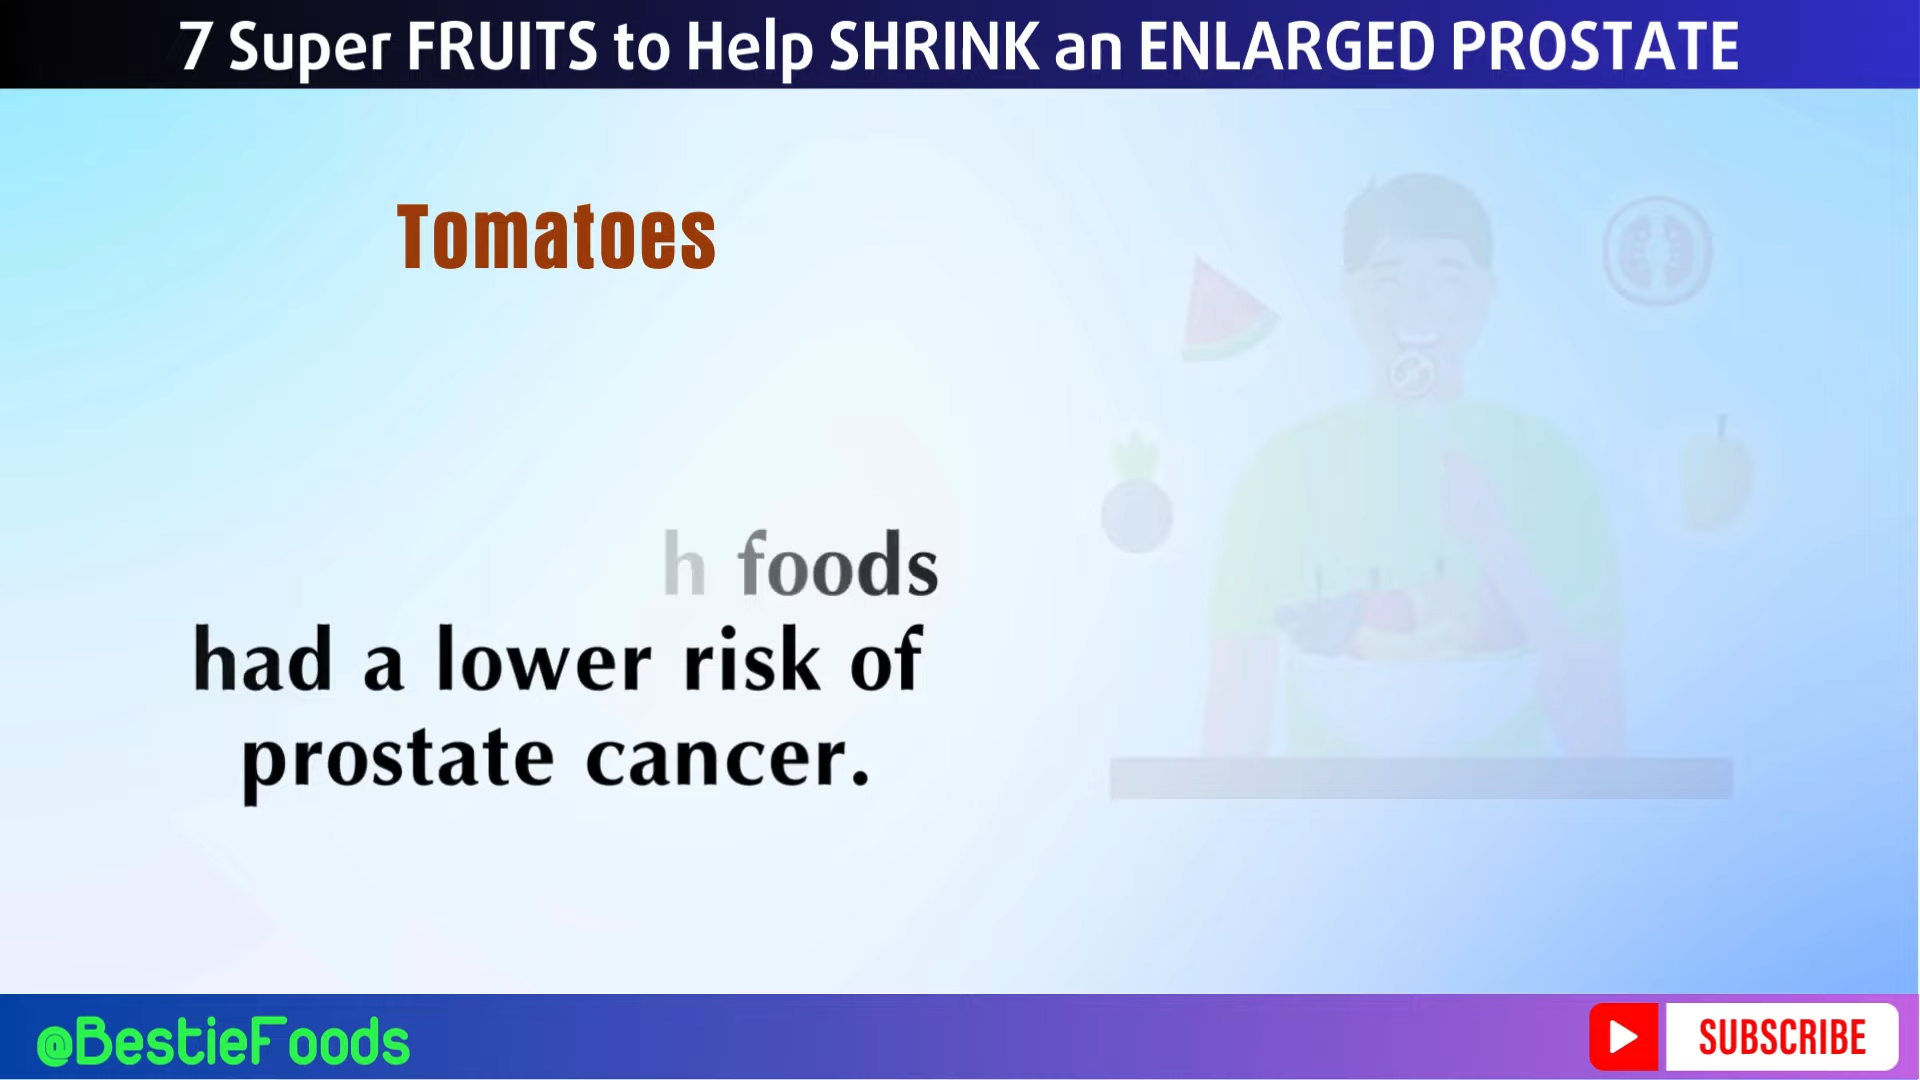 7 Super FRUITS to Help SHRINK an ENLARGED PROSTATE
Tomatoes
h foods
had a lower risk of
prostate cancer.
@BestieFoods
SUBSCRIBE